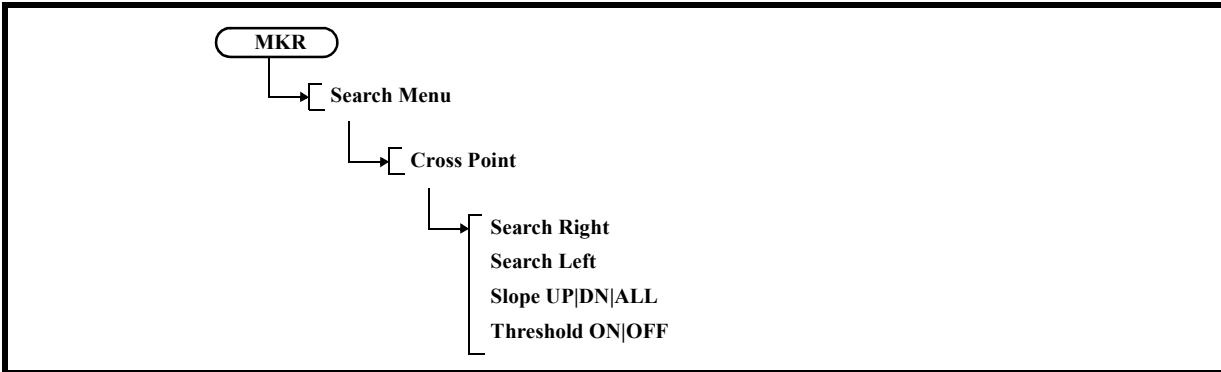 MKR
Search Menu
Cross Point
Search Right
Search Left
Slope UP|DN|ALL
Threshold ON|OFF